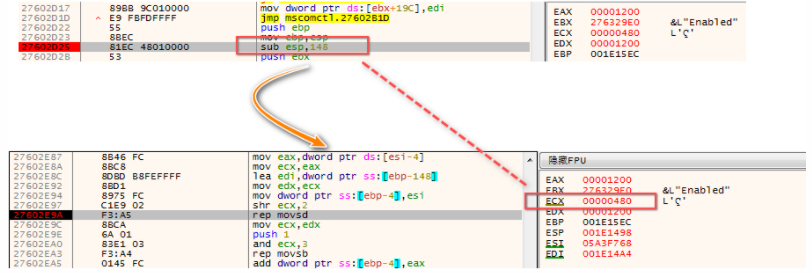 27602D17 89BB 9C010000 mov dword ptr ds:[ebx+19C],edi
27602D1D ^ E9 FBFDFFFF jmp mscomctl.27602B1D
27602D22 55 push ebp
27602D23 8BEC mov ebp,esp
27602D25 81EC 48010000 sub esp,148
27602D2B 53 push ebx
EAX 00001200
EBX 276329E0 &L"Enabled"
ECX 00000480 L'Ҁ'
EDX 00001200
EBP 001E15EC
27602E87 8B46 FC mov eax,dword ptr ds:[esi-4]
27602E8A 8BC8 mov ecx,eax
27602E8C 8DBD B8FEFFFF lea edi,dword ptr ss:[ebp-148]
27602E92 8BD1 mov edx,ecx
27602E94 8975 FC mov dword ptr ss:[ebp-4],esi
27602E97 C1E9 02 shr ecx,2
27602E9A F3:A5 rep movsd
27602E9C 8BCA mov ecx,edx
27602E9E 6A 01 push 1
27602EA0 83E1 03 and ecx,3
27602EA3 F3:A4 rep movsb
27602EA5 0145 FC add dword ptr ss:[ebp-4],eax
隐藏FPU
EAX 00001200
EBX 276329E0 &L"Enabled"
ECX 00000480 L'Ҁ'
EDX 00001200
EBP 001E15EC
ESP 001E1498
ESI 05A3F768
EDI 001E14A4